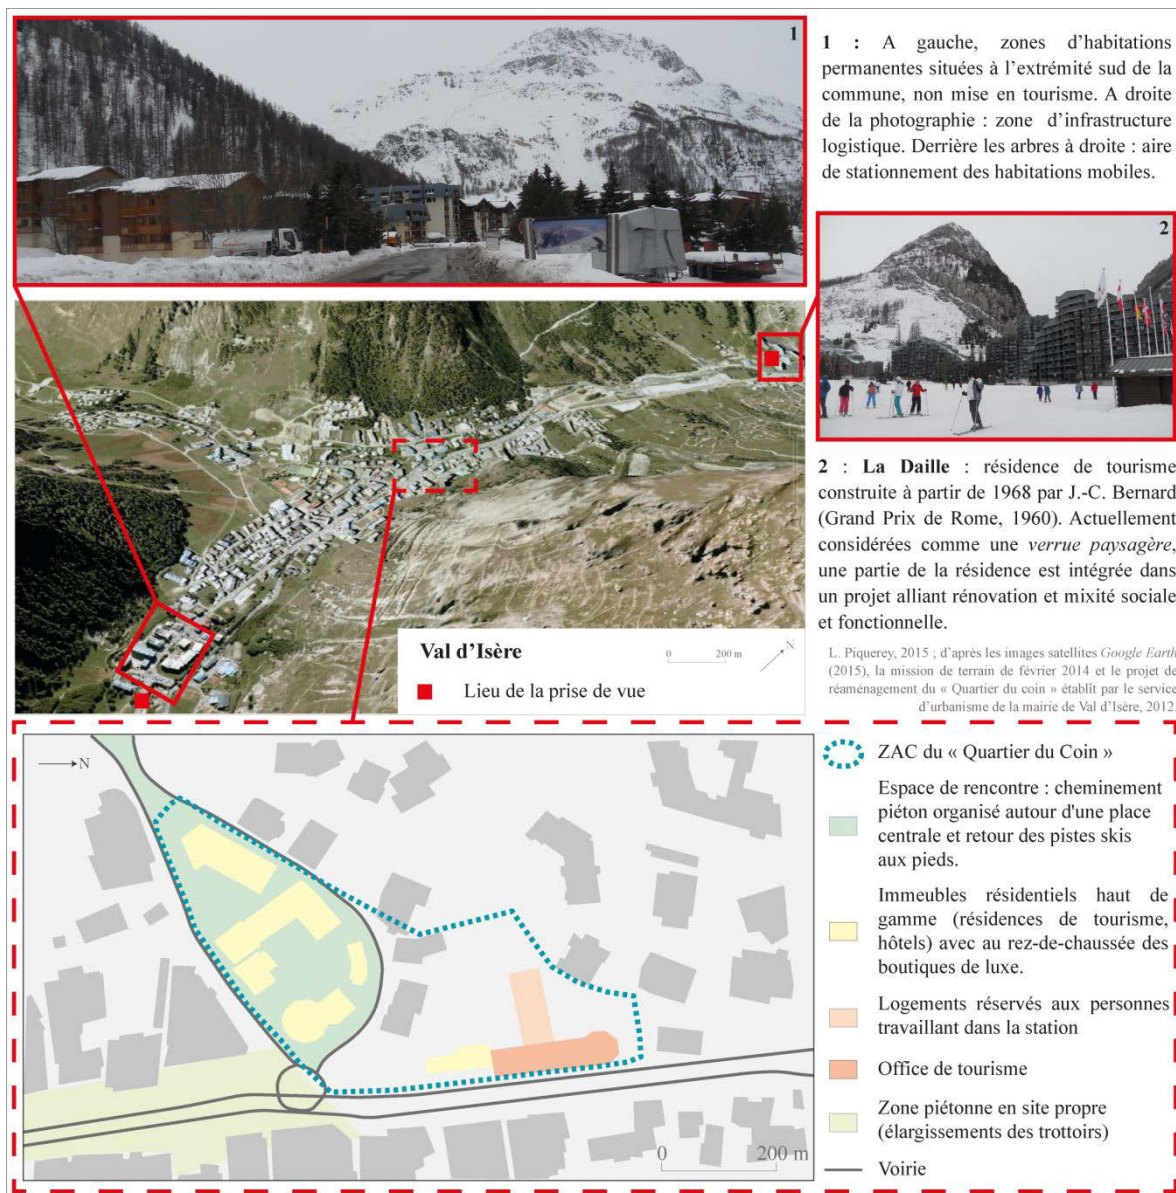 1
1 : A gauche, zones d'habitations
permanentes situées à l'extrémité sud de la
commune, non mise en tourisme. A droite
de la photographie : zone d'infrastructure
logistique. Derrière les arbres à droite : aire
de stationnement des habitations mobiles.
2
2 : La Daille : résidence de tourisme
construite à partir de 1968 par J.-C. Bernard
(Grand Prix de Rome, 1960). Actuellement
considérées comme une verrue paysagère,
une partie de la résidence est intégrée dans
un projet alliant rénovation et mixité sociale
et fonctionnelle.
L. Piquerey, 2015 ; d'après les images satellites Google Earth
(2015), la mission de terrain de février 2014 et le projet de
réaménagement du « Quartier du coin » établît par le service
d'urbanisme de la mairie de Val d'Isère, 2012.
Val d'Isère
0 200 m
N
Lieu de la prise de vue
N
0 200 m
ZAC du « Quartier du Coin »
Espace de rencontre : cheminement
piéton organisé autour d'une place
centrale et retour des pistes skis
aux pieds.
Immeubles résidentiels haut de
gamme (résidences de tourisme,
hôtels) avec au rez-de-chaussée des
boutiques de luxe.
Logements réservés aux personnes
travaillant dans la station
Office de tourisme
Zone piétonne en site propre
(élargissements des trottoirs)
Voirie